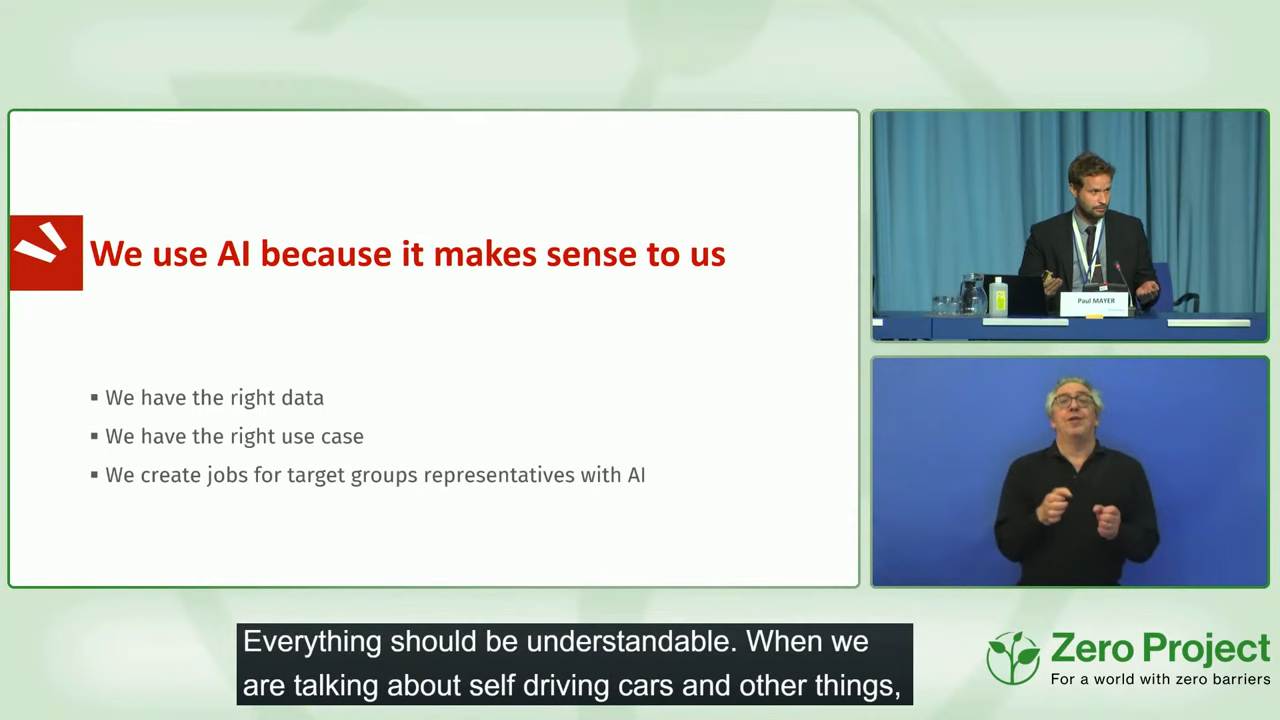 We use AI because it makes sense to us
▪ We have the right data
▪ We have the right use case
▪ We create jobs for target groups representatives with AI
Paul MAYER
Everything should be understandable. When we
are talking about self driving cars and other things,
Zero Project
For a world with zero barriers